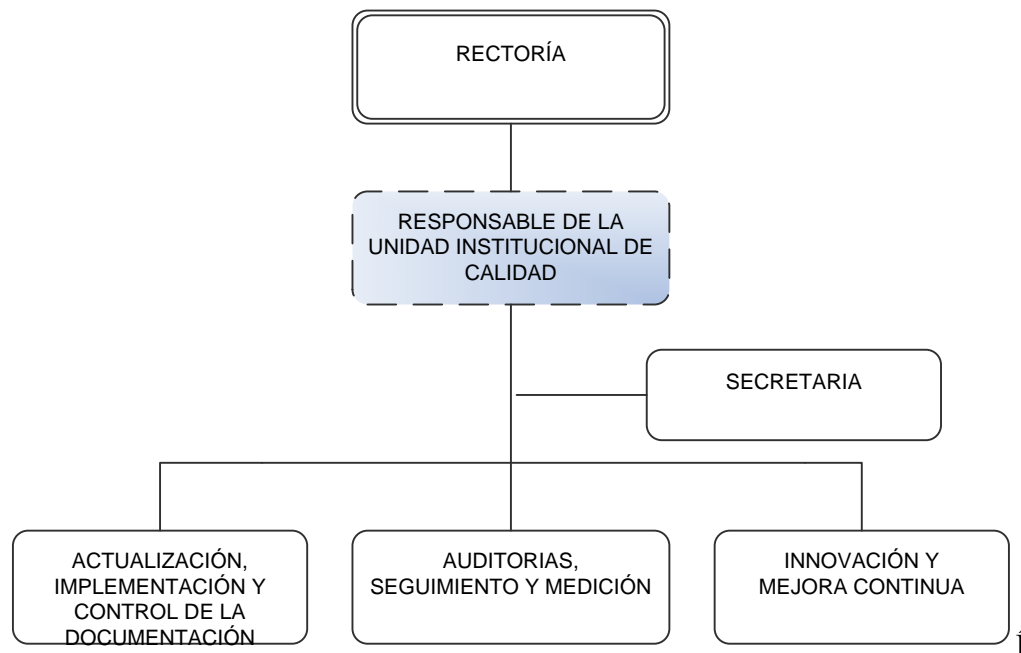 RECTORÍA
RESPONSABLE DE LA
UNIDAD INSTITUCIONAL DE
CALIDAD
SECRETARIA
ACTUALIZACIÓN,
IMPLEMENTACIÓN Y
CONTROL DE LA
DOCUMENTACIÓN
AUDITORIAS,
SEGUIMIENTO Y MEDICIÓN
INNOVACIÓN Y
MEJORA CONTINUA